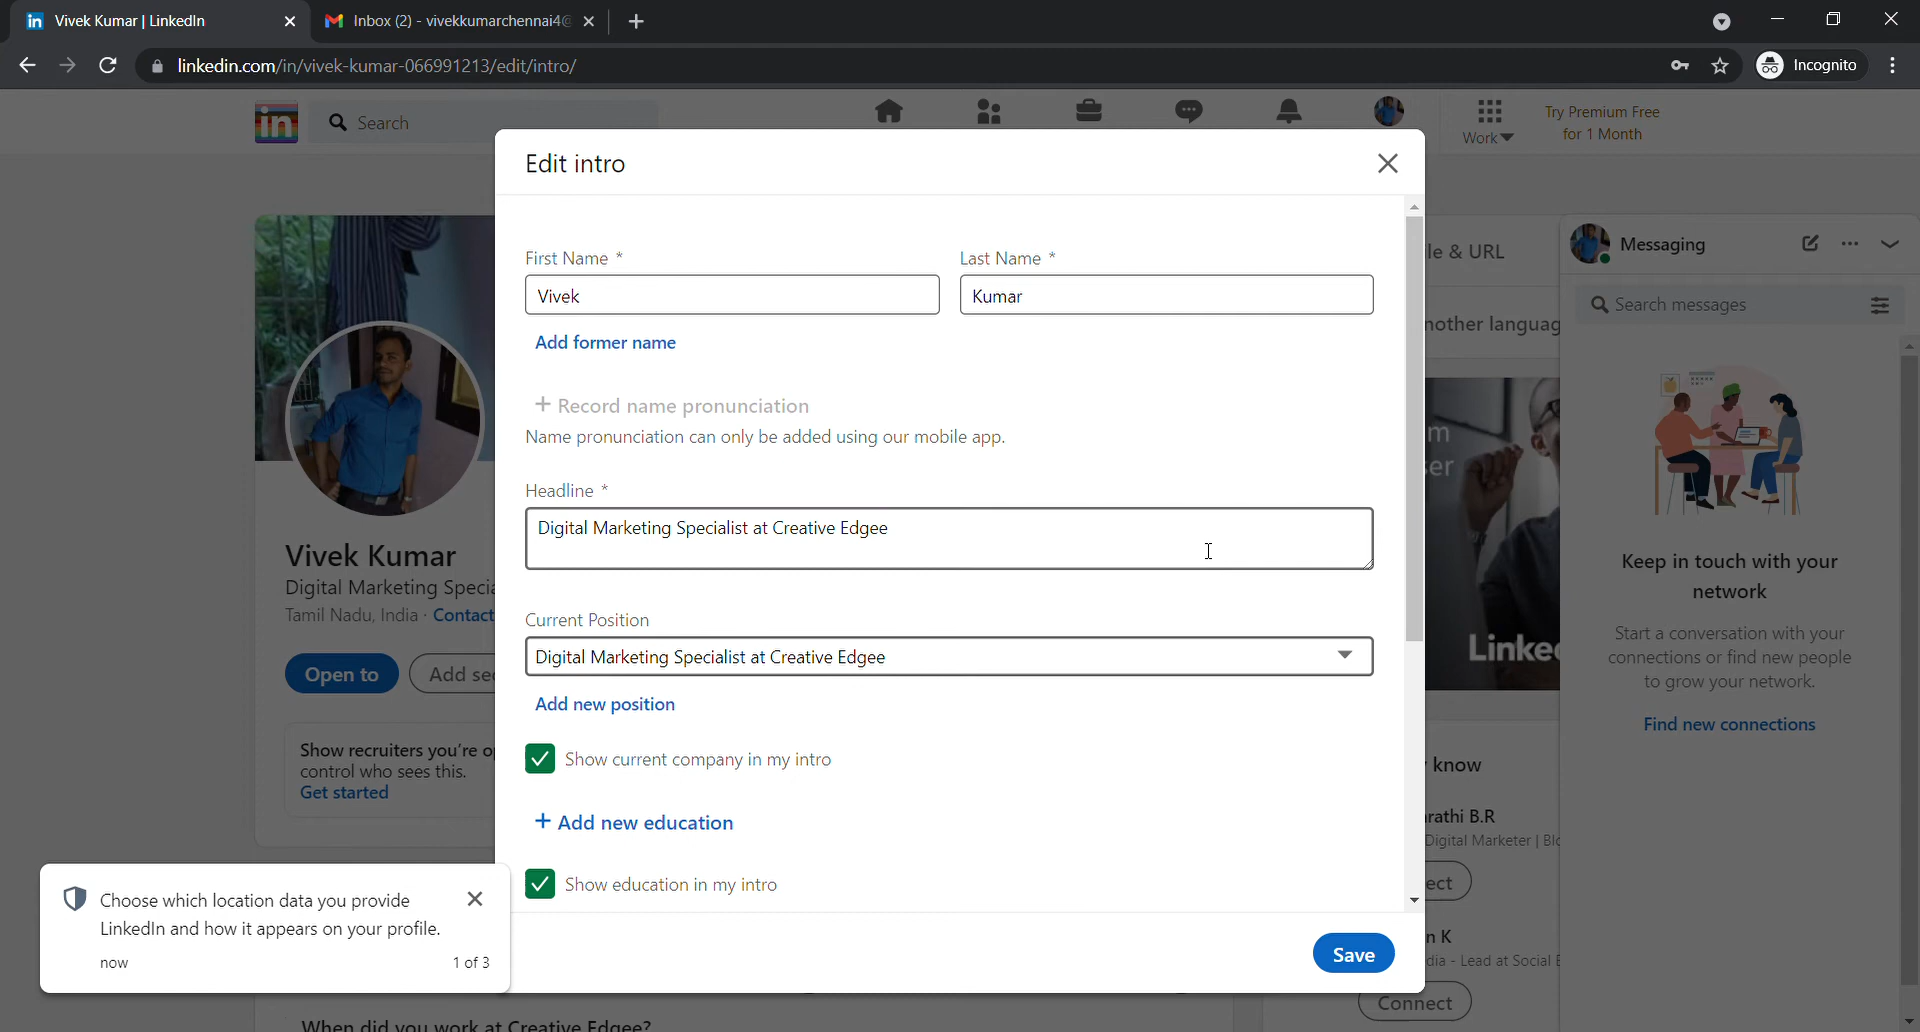 Vivek Kumar | LinkedIn
Inbox (2) - vivekkumarchennai4@
linkedin.com/in/vivek-kumar-066991213/edit/intro/
Incognito
in
Search
Work
Try Premium Free
for 1 Month
Edit intro
First Name *
Last Name *
Vivek
Kumar
Add former name
+ Record name pronunciation
Name pronunciation can only be added using our mobile app.
Headline *
Digital Marketing Specialist at Creative Edgee
Current Position
Digital Marketing Specialist at Creative Edgee
Add new position
Show current company in my intro
+ Add new education
Show education in my intro
Save
Vivek Kumar
Digital Marketing Specia
Tamil Nadu, India · Contact
Open to
Add sec
Show recruiters you're o
control who sees this.
Get started
Choose which location data you provide
LinkedIn and how it appears on your profile.
now
1 of 3
When did you work at Creative Edgee?
le & URL
nother languag
m
er
Linke
know
rathi B.R
Digital Marketer | Blo
ect
n K
dia - Lead at Social E
Connect
Messaging
Search messages
Keep in touch with your
network
Start a conversation with your
connections or find new people
to grow your network.
Find new connections